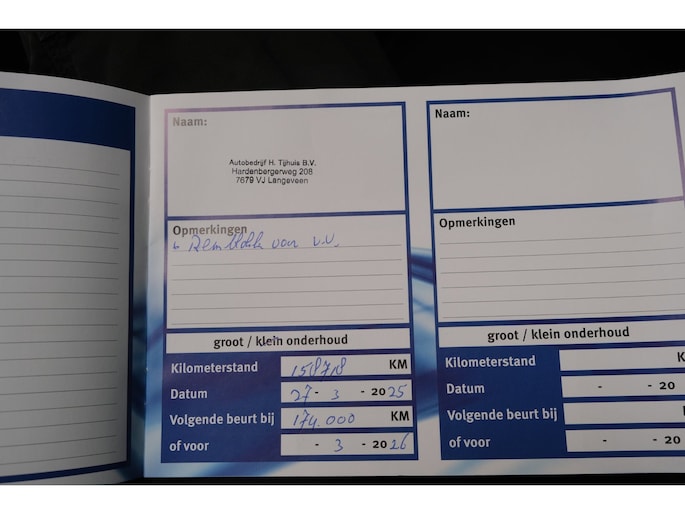 Naam:
Autobedrijf H. Tijhuis B.V.
Hardenbergerweg 208
7679 VJ Langeveen
Opmerkingen
Remblok van v.v.
groot / klein onderhoud
Kilometerstand 158718 KM
Datum 27 - 3 - 2025
Volgende beurt bij 174.000 KM
of voor - 3 - 2026
Naam:
Opmerkingen
groot / klein onderhoud
Kilometerstand K
Datum - - 20
Volgende beurt bij
of voor - - 20